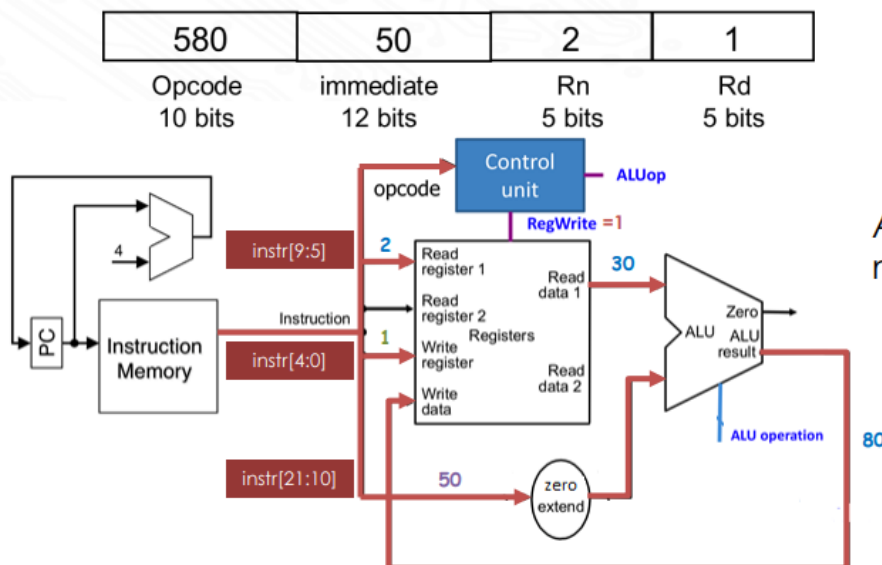 580 50 2 1
Opcode immediate Rn Rd
10 bits 12 bits 5 bits 5 bits
Control
unit
opcode
ALUop
RegWrite =1
4
instr[9:5]
2
Read
register 1
Read
data 1
30
Read
register 2
Registers
Zero
ALU
ALU
result
PC
Instruction
Memory
Instruction
instr[4:0]
1
Write
register
Read
data 2
Write
data
ALU operation
80
instr[21:10]
50
zero
extend